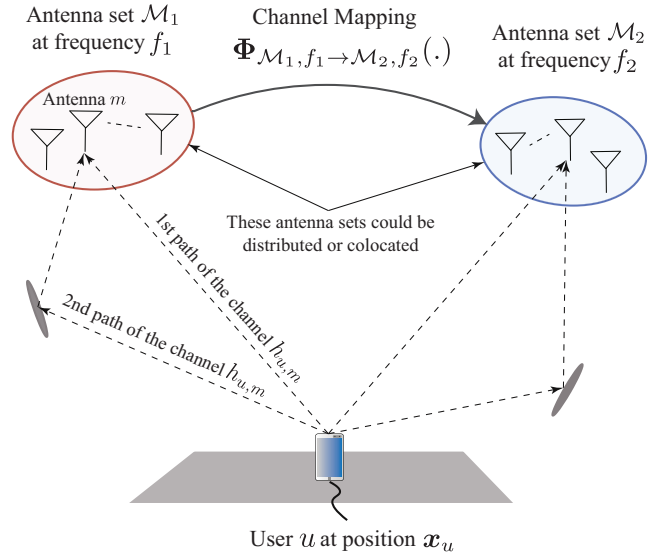 Antenna set ℳ₁
at frequency f₁
Channel Mapping
Φ_{ℳ₁,f₁→ℳ₂,f₂}(.)
Antenna set ℳ₂
at frequency f₂
Antenna m
These antenna sets could be
distributed or colocated
1st path of the channel h_{u,m}
2nd path of the channel h_{u,m}
User u at position x_u